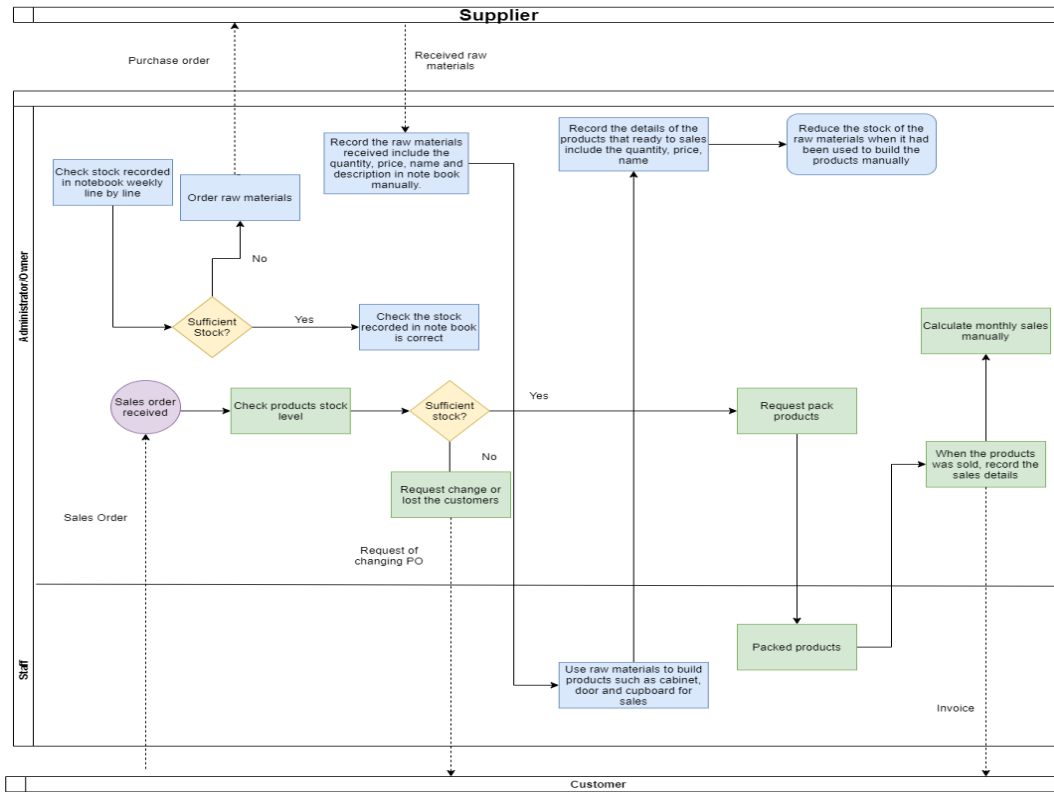 Supplier
Purchase order
Received raw
materials
Administrator/Owner
Check stock recorded
in notebook weekly
line by line
Order raw materials
Record the raw materials
received include the
quantity, price, name and
description in note book
manually.
Record the details of the
products that ready to sales
include the quantity, price,
name
Reduce the stock of the
raw materials when it had
been used to build the
products manually
No
Sufficient
Stock?
Yes
Check the stock
recorded in note book
is correct
Calculate monthly sales
manually
Sales order
received
Check products stock
level
Sufficient
stock?
Yes
Request pack
products
No
Request change or
lost the customers
When the products
was sold, record the
sales details
Sales Order
Request of
changing PO
Staff
Packed products
Use raw materials to build
products such as cabinet,
door and cupboard for
sales
Invoice
Customer